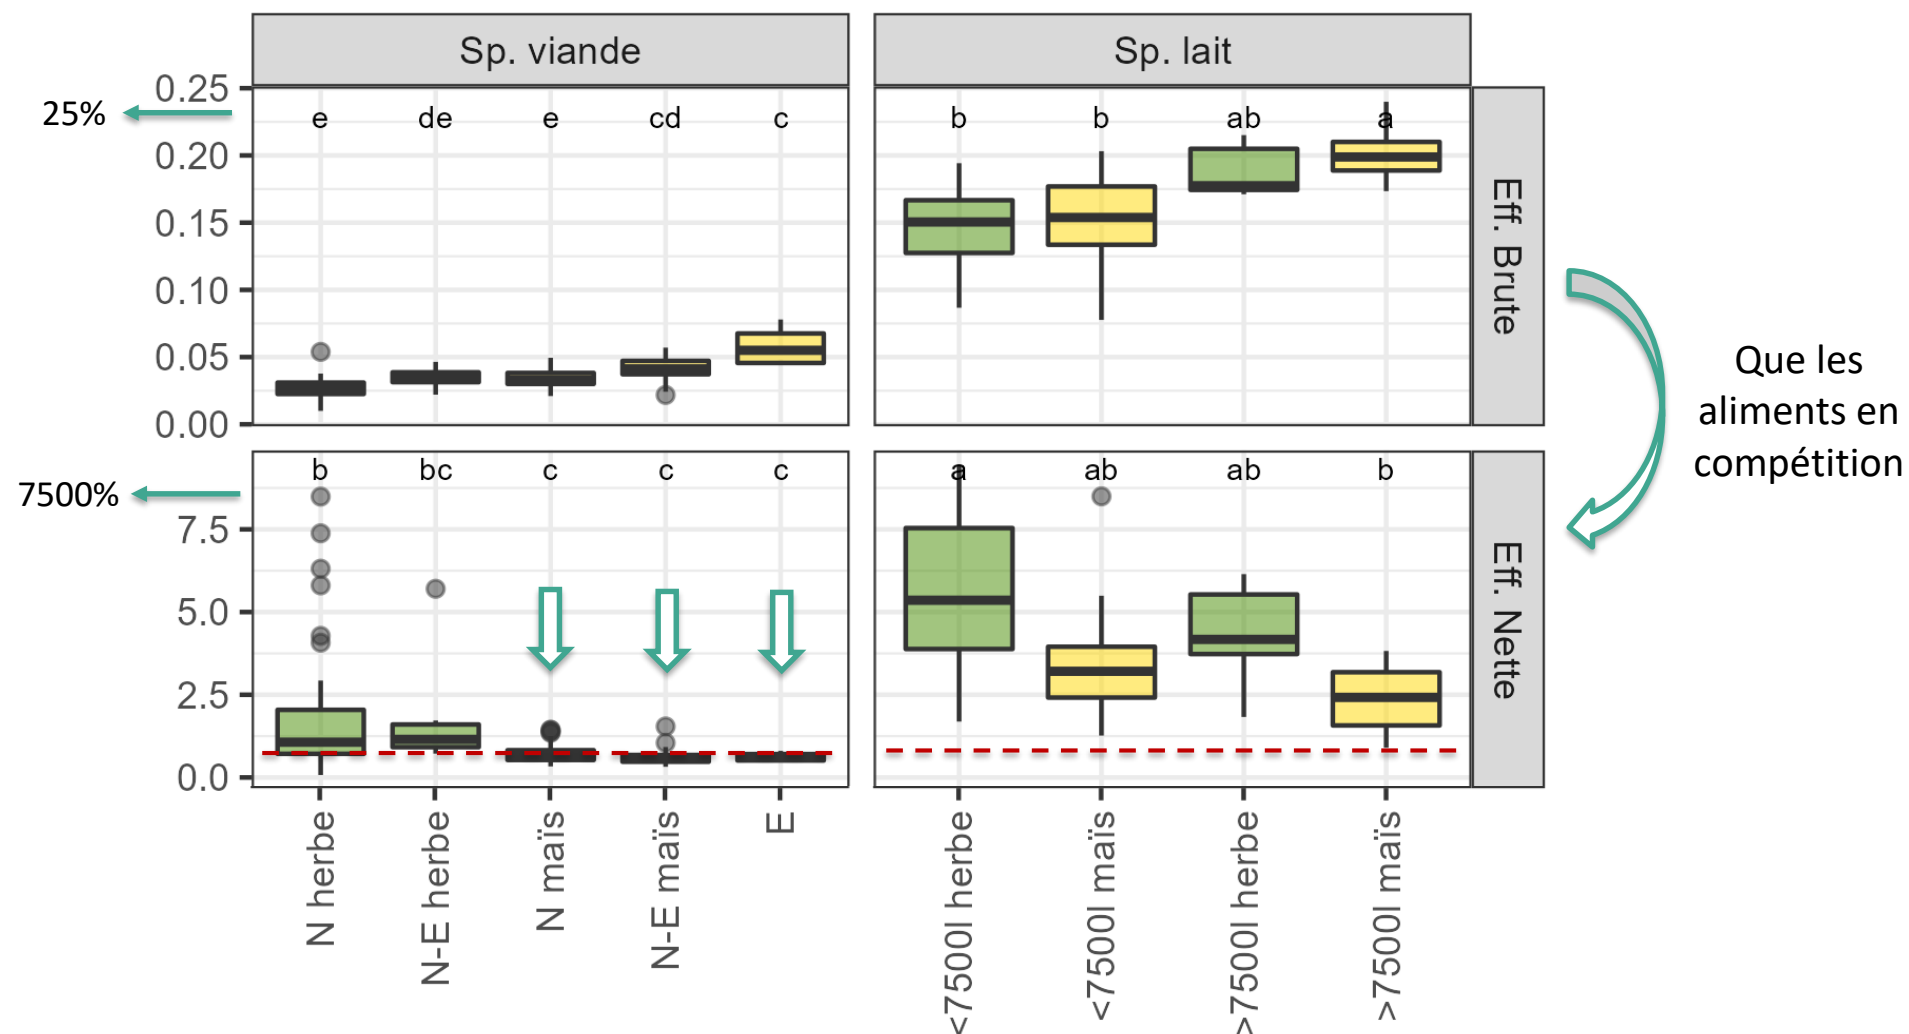 Sp. viande
Sp. lait
25%
0.25
0.20
0.15
0.10
0.05
0.00
e
de
e
cd
c
b
b
ab
a
Eff. Brute
Que les
aliments en
compétition
7500%
7.5
5.0
2.5
0.0
b
bc
c
c
c
a
ab
ab
b
Eff. Nette
N herbe
N-E herbe
N maïs
N-E maïs
E
<7500l herbe
<7500l maïs
>7500l herbe
>7500l maïs